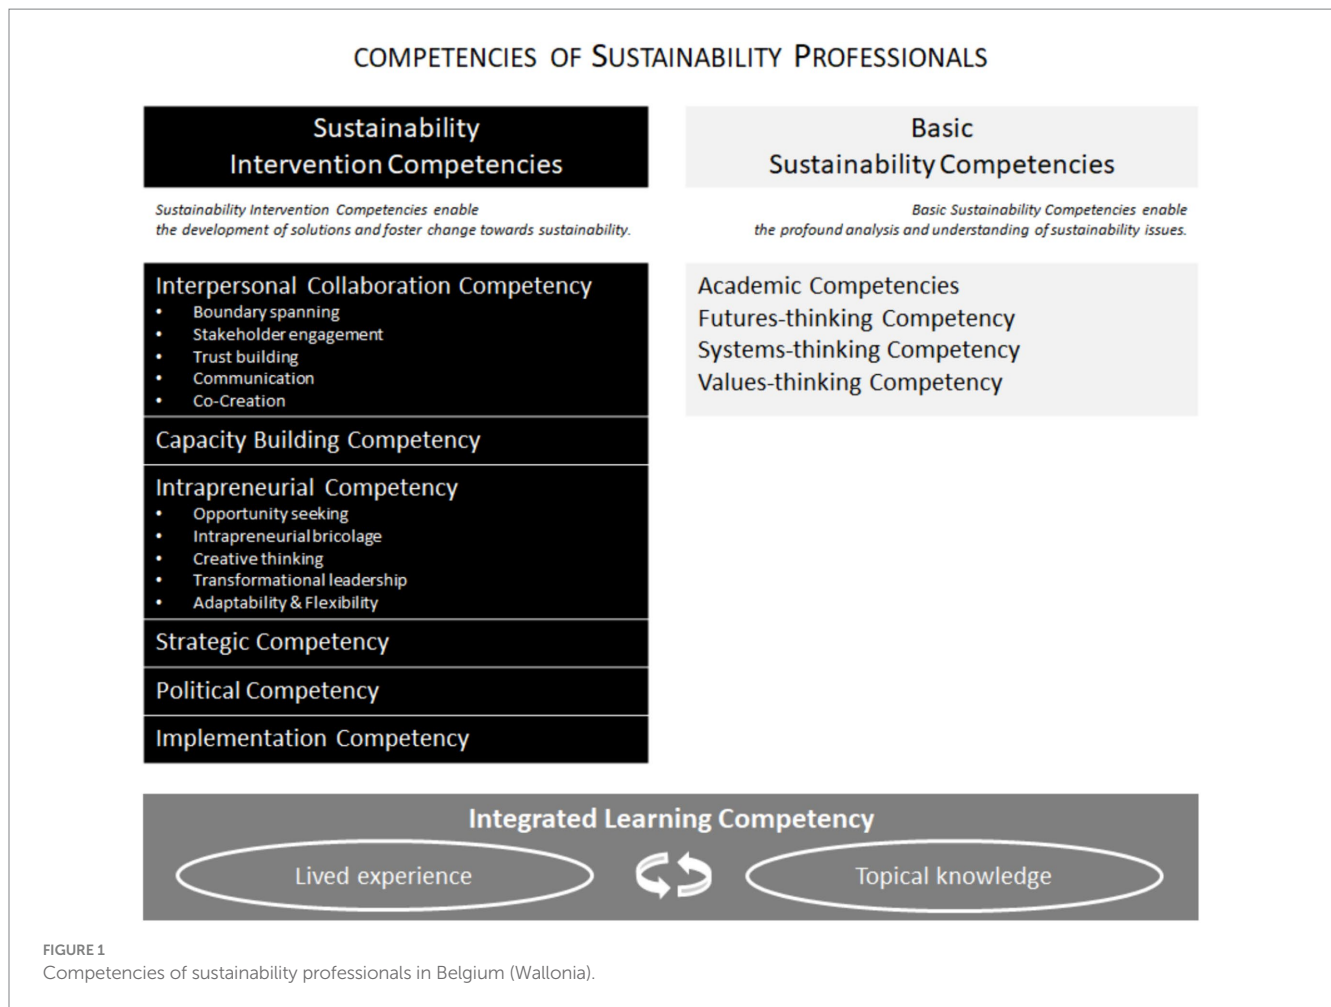 COMPETENCIES OF SUSTAINABILITY PROFESSIONALS
Sustainability
Intervention Competencies
Sustainability Intervention Competencies enable
the development of solutions and foster change towards sustainability.
Interpersonal Collaboration Competency
• Boundary spanning
• Stakeholder engagement
• Trust building
• Communication
• Co-Creation
Capacity Building Competency
Intrapreneurial Competency
• Opportunity seeking
• Intrapreneurial bricolage
• Creative thinking
• Transformational leadership
• Adaptability & Flexibility
Strategic Competency
Political Competency
Implementation Competency
Basic
Sustainability Competencies
Basic Sustainability Competencies enable
the profound analysis and understanding of sustainability issues.
Academic Competencies
Futures-thinking Competency
Systems-thinking Competency
Values-thinking Competency
Integrated Learning Competency
Lived experience
Topical knowledge
FIGURE 1
Competencies of sustainability professionals in Belgium (Wallonia).